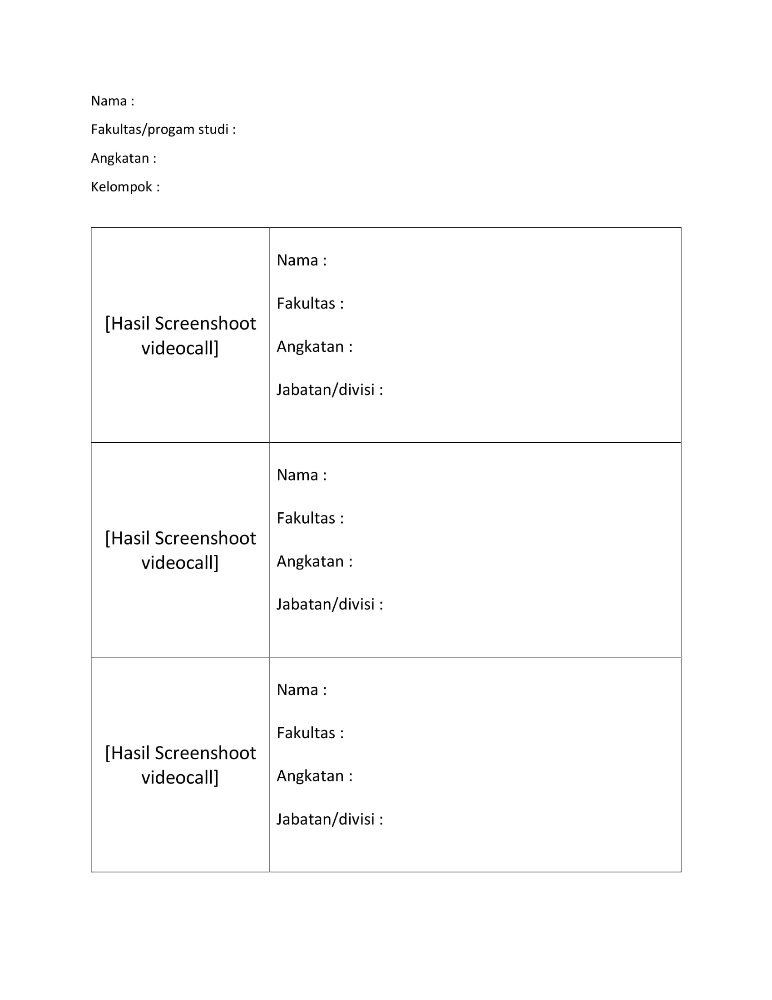 Nama :
Fakultas/progam studi :
Angkatan :
Kelompok :
[Hasil Screenshoot
videocall]
Nama :
Fakultas :
Angkatan :
Jabatan/divisi :
[Hasil Screenshoot
videocall]
Nama :
Fakultas :
Angkatan :
Jabatan/divisi :
[Hasil Screenshoot
videocall]
Nama :
Fakultas :
Angkatan :
Jabatan/divisi :